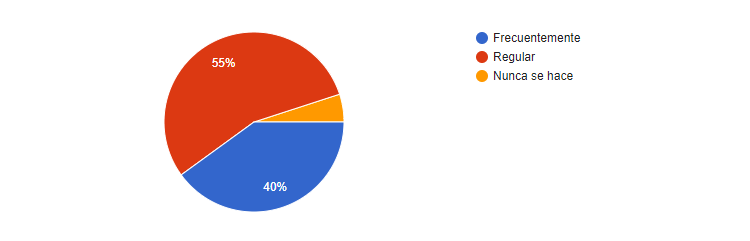 55%
40%
Frecuentemente
Regular
Nunca se hace